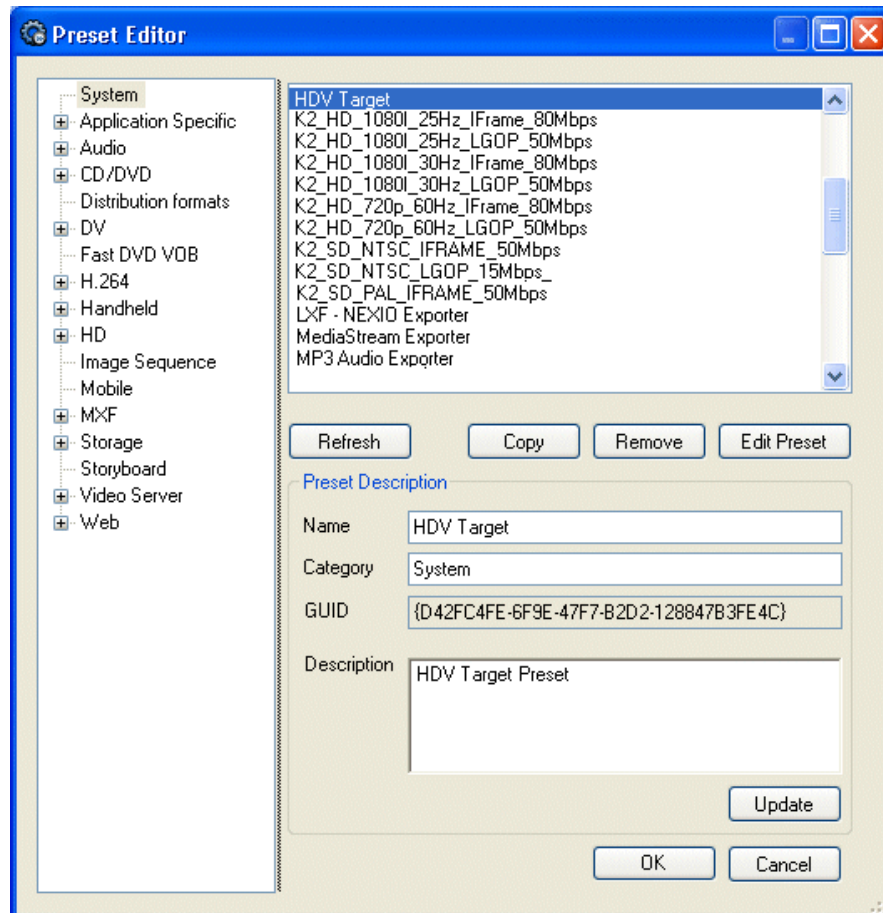 Preset Editor
System
Application Specific
Audio
CD/DVD
Distribution formats
DV
Fast DVD VOB
H.264
Handheld
HD
Image Sequence
Mobile
MXF
Storage
Storyboard
Video Server
Web
HDV Target
K2_HD_1080I_25Hz_IFrame_80Mbps
K2_HD_1080I_25Hz_LGOP_50Mbps
K2_HD_1080I_30Hz_IFrame_80Mbps
K2_HD_1080I_30Hz_LGOP_50Mbps
K2_HD_720p_60Hz_IFrame_80Mbps
K2_HD_720p_60Hz_LGOP_50Mbps
K2_SD_NTSC_IFRAME_50Mbps
K2_SD_NTSC_LGOP_15Mbps_
K2_SD_PAL_IFRAME_50Mbps
LXF - NEXIO Exporter
MediaStream Exporter
MP3 Audio Exporter
Refresh Copy Remove Edit Preset
Preset Description
Name HDV Target
Category System
GUID {D42FC4FE-6F9E-47F7-B2D2-128847B3FE4C}
Description HDV Target Preset
Update
OK Cancel